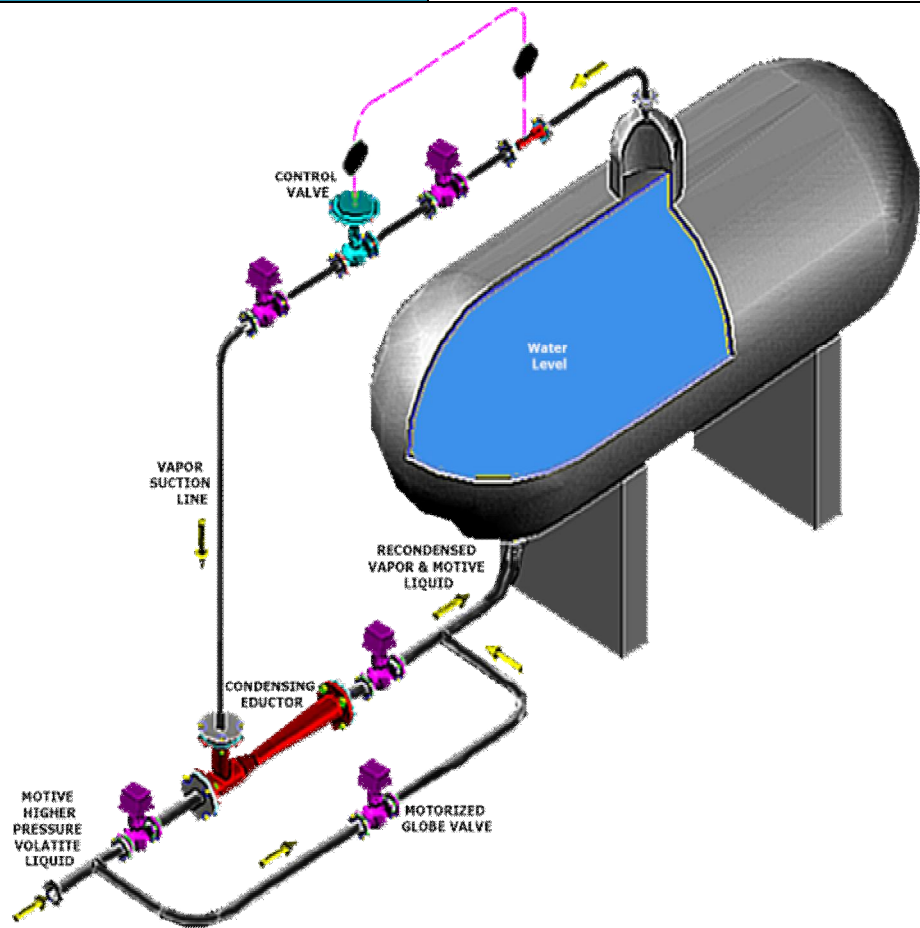 CONTROL
VALVE
Water
Level
VAPOR
SUCTION
LINE
RECONDENSED
VAPOR & MOTIVE
LIQUID
CONDENSING
EDUCTOR
MOTIVE
HIGHER
PRESSURE
VOLATITE
LIQUID
MOTORIZED
GLOBE VALVE